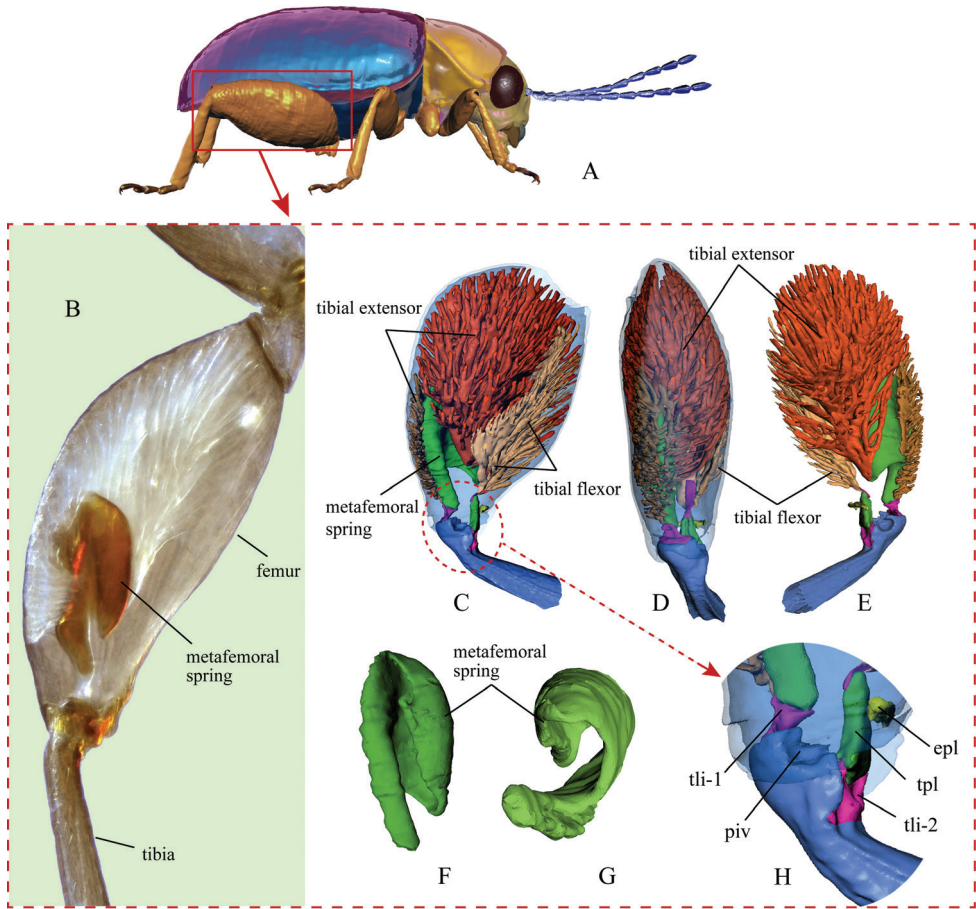 A
B
femur
metafemoral
spring
tibia
tibial extensor
metafemoral
spring
tibial flexor
C
tibial extensor
tibial flexor
D
E
metafemoral
spring
F
G
tli-1
piv
epl
tpl
tli-2
H